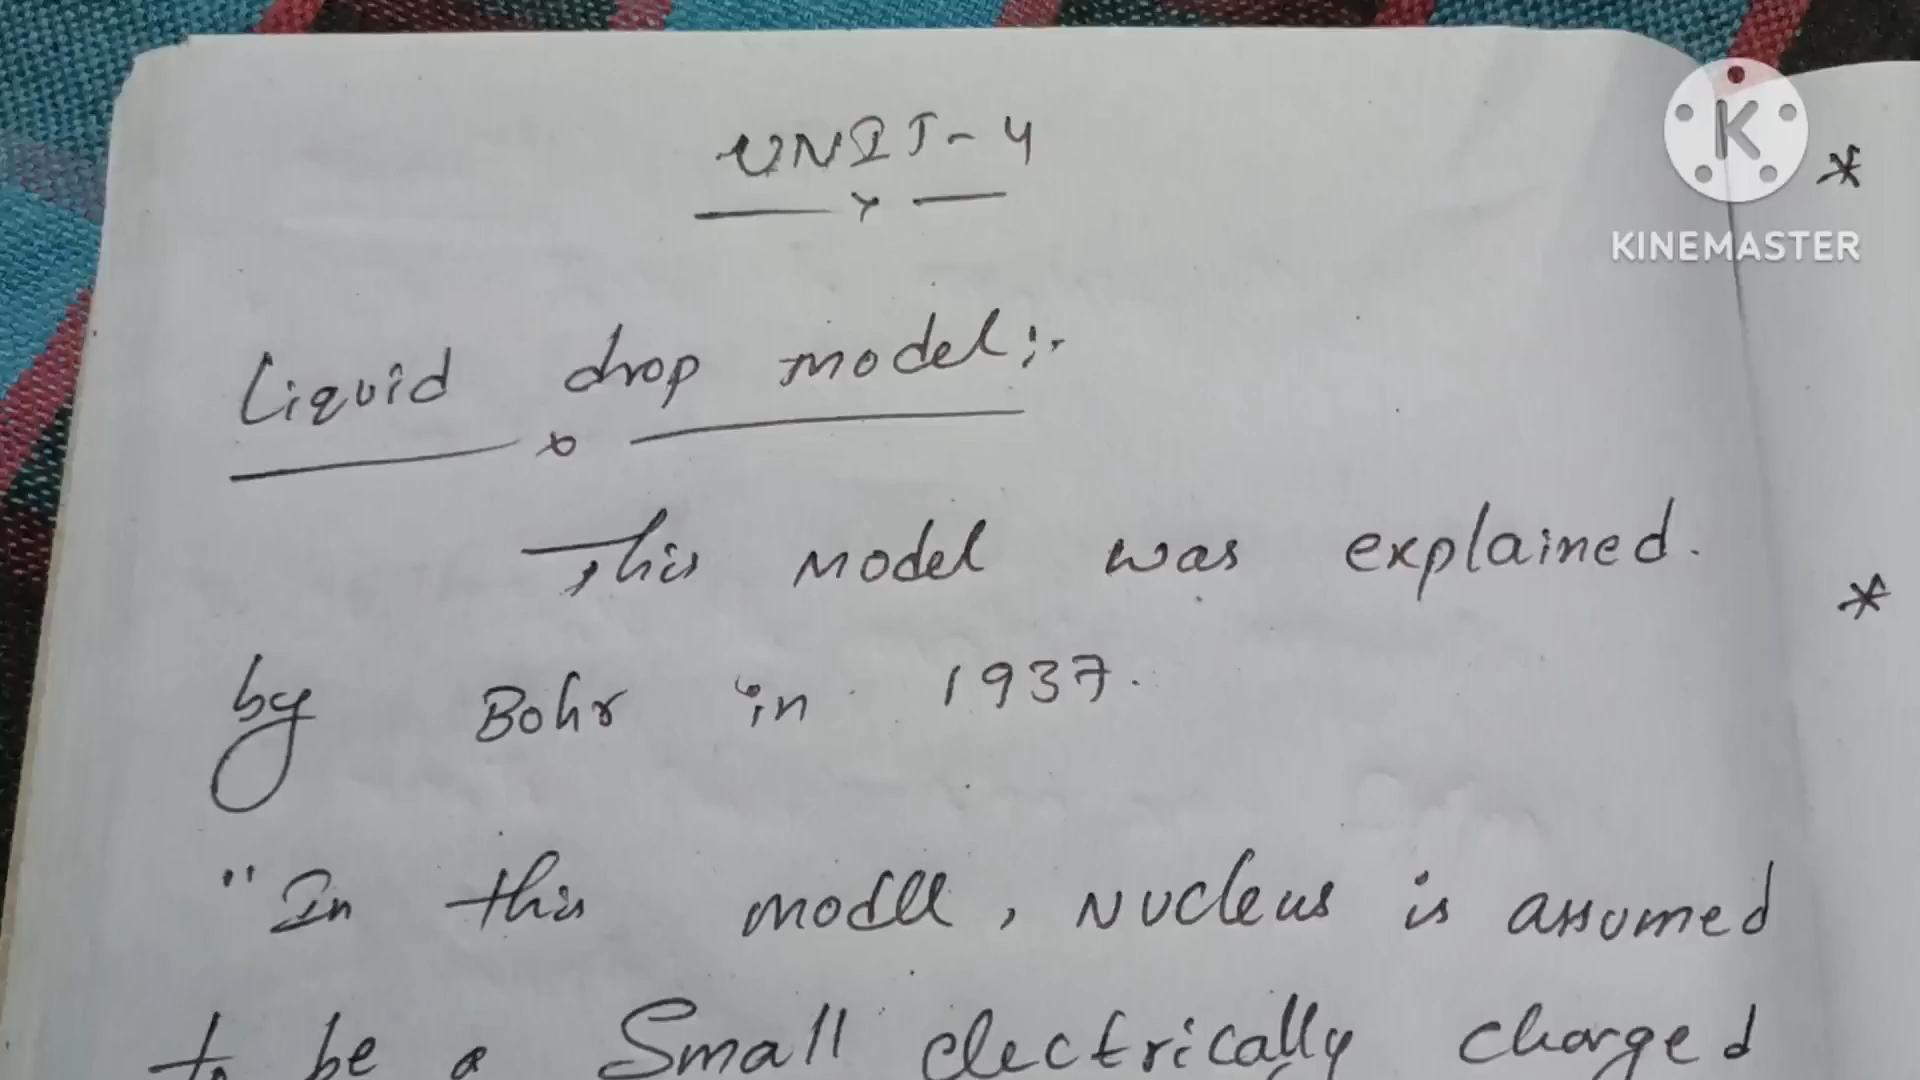 UNIT-4
Liquid drop model:-
This model was explained.
by Bohr in 1937.
"In this model, Nucleus is assumed
to be a small electrically charged
K
KINEMASTER
*
*